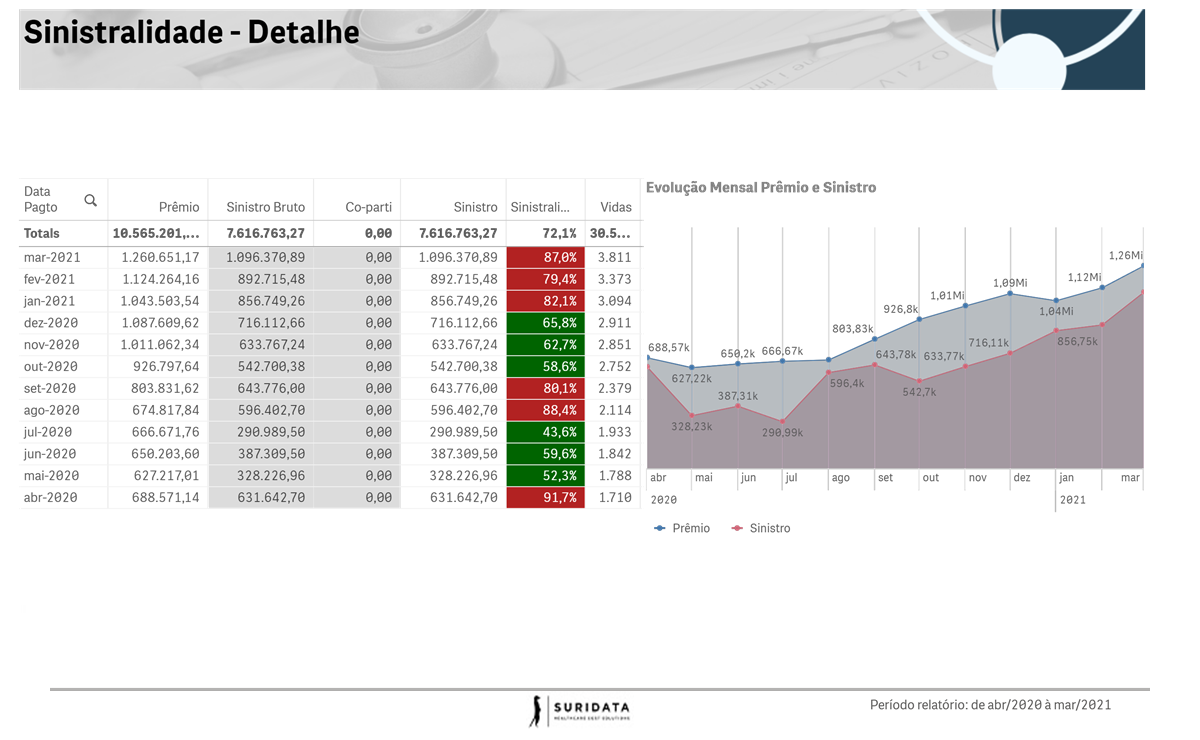 Sinistralidade - Detalhe
Data Pagto Prêmio Sinistro Bruto Co-parti Sinistro Sinistrali... Vidas
Totals 10.565.201,... 7.616.763,27 0,00 7.616.763,27 72,1% 30.5...
mar-2021 1.260.651,17 1.096.370,89 0,00 1.096.370,89 87,0% 3.811
fev-2021 1.124.264,16 892.715,48 0,00 892.715,48 79,4% 3.373
jan-2021 1.043.503,54 856.749,26 0,00 856.749,26 82,1% 3.094
dez-2020 1.087.609,62 716.112,66 0,00 716.112,66 65,8% 2.911
nov-2020 1.011.062,34 633.767,24 0,00 633.767,24 62,7% 2.851
out-2020 926.797,64 542.700,38 0,00 542.700,38 58,6% 2.752
set-2020 803.831,62 643.776,00 0,00 643.776,00 80,1% 2.379
ago-2020 674.817,84 596.402,70 0,00 596.402,70 88,4% 2.114
jul-2020 666.671,76 290.989,50 0,00 290.989,50 43,6% 1.933
jun-2020 650.203,60 387.309,50 0,00 387.309,50 59,6% 1.842
mai-2020 627.217,01 328.226,96 0,00 328.226,96 52,3% 1.788
abr-2020 688.571,14 631.642,70 0,00 631.642,70 91,7% 1.710
Evolução Mensal Prêmio e Sinistro
688,57k 627,22k 650,2k 666,67k 803,83k 926,8k 1,01Mi 1,09Mi 1,04Mi 1,12Mi 1,26Mi
328,23k 387,31k 290,99k 596,4k 643,78k 542,7k 633,77k 716,11k 856,75k
abr mai jun jul ago set out nov dez jan mar
2020 2021
Prêmio Sinistro
SURIDATA
HEALTHCARE COST SOLUTIONS
Período relatório: de abr/2020 à mar/2021